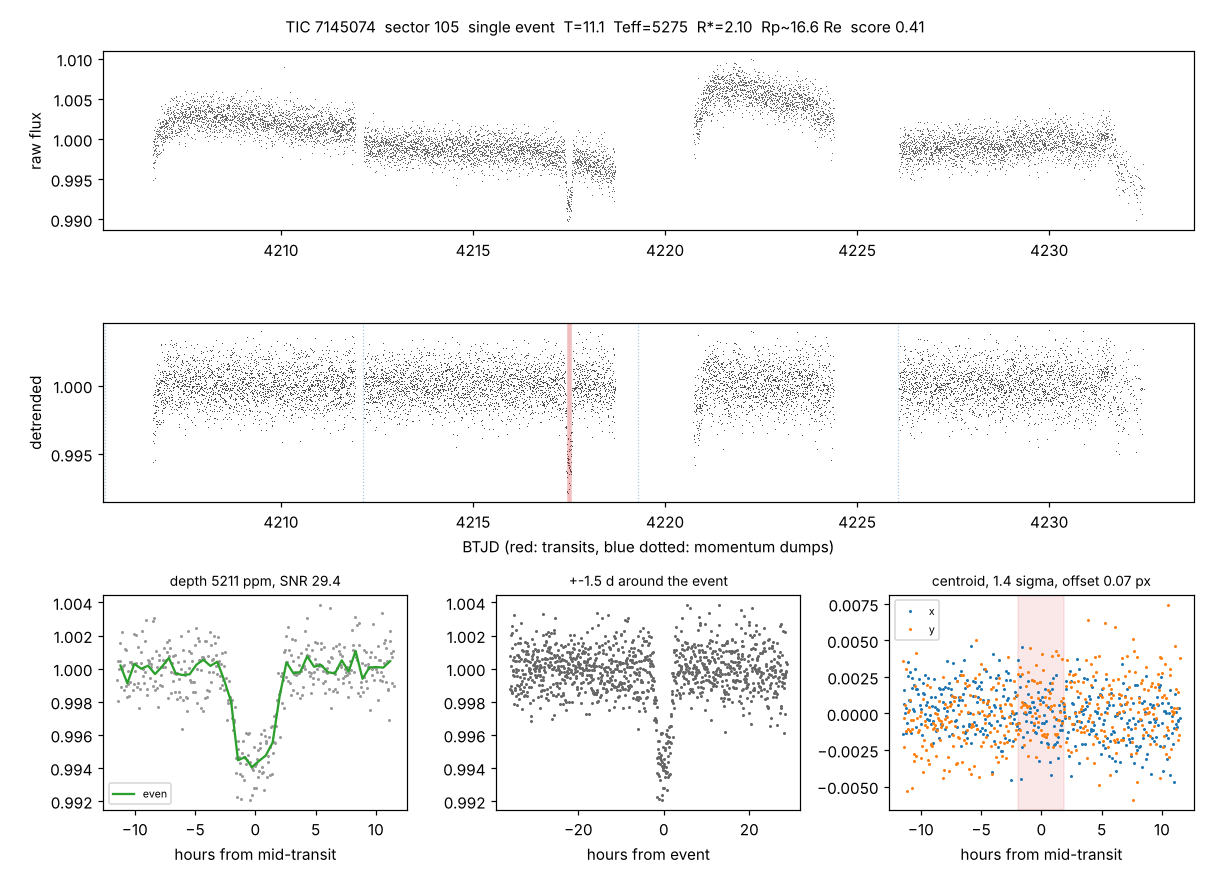 TIC 7145074  sector 105  single event  T=11.1  Teff=5275  R*=2.10  Rp~16.6 Re  score 0.41
raw flux
1.010
1.005
1.000
0.995
0.990
4210 4215 4220 4225 4230
detrended
1.000
0.995
4210 4215 4220 4225 4230
BTJD (red: transits, blue dotted: momentum dumps)
depth 5211 ppm, SNR 29.4
1.004
1.002
1.000
0.998
0.996
0.994
0.992
even
−10 −5 0 5 10
hours from mid-transit
+-1.5 d around the event
1.004
1.002
1.000
0.998
0.996
0.994
0.992
−20 0 20
hours from event
centroid, 1.4 sigma, offset 0.07 px
0.0075
0.0050
0.0025
0.0000
−0.0025
−0.0050
x
y
−10 −5 0 5 10
hours from mid-transit